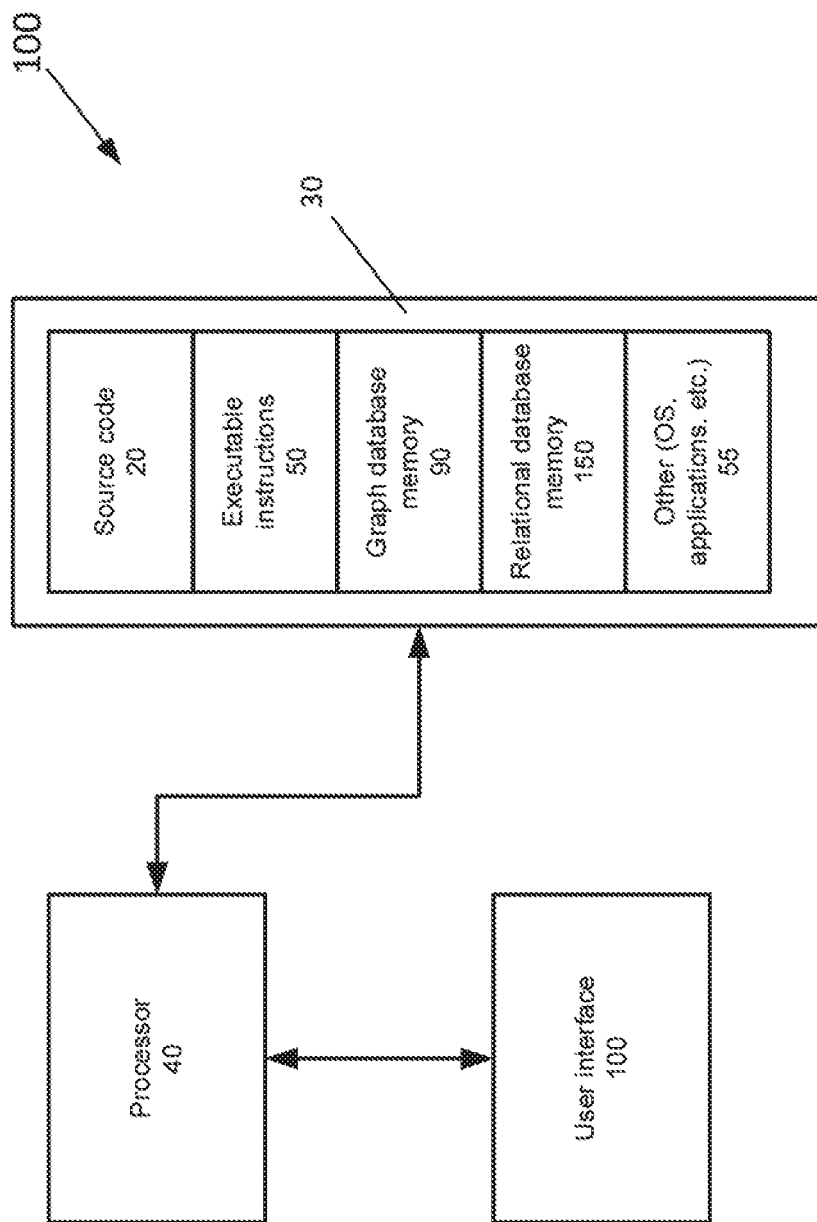 100
30
Processor
40
User interface
100
Source code
20
Executable
instructions
50
Graph database
memory
90
Relational database
memory
150
Other (OS,
applications, etc.)
55